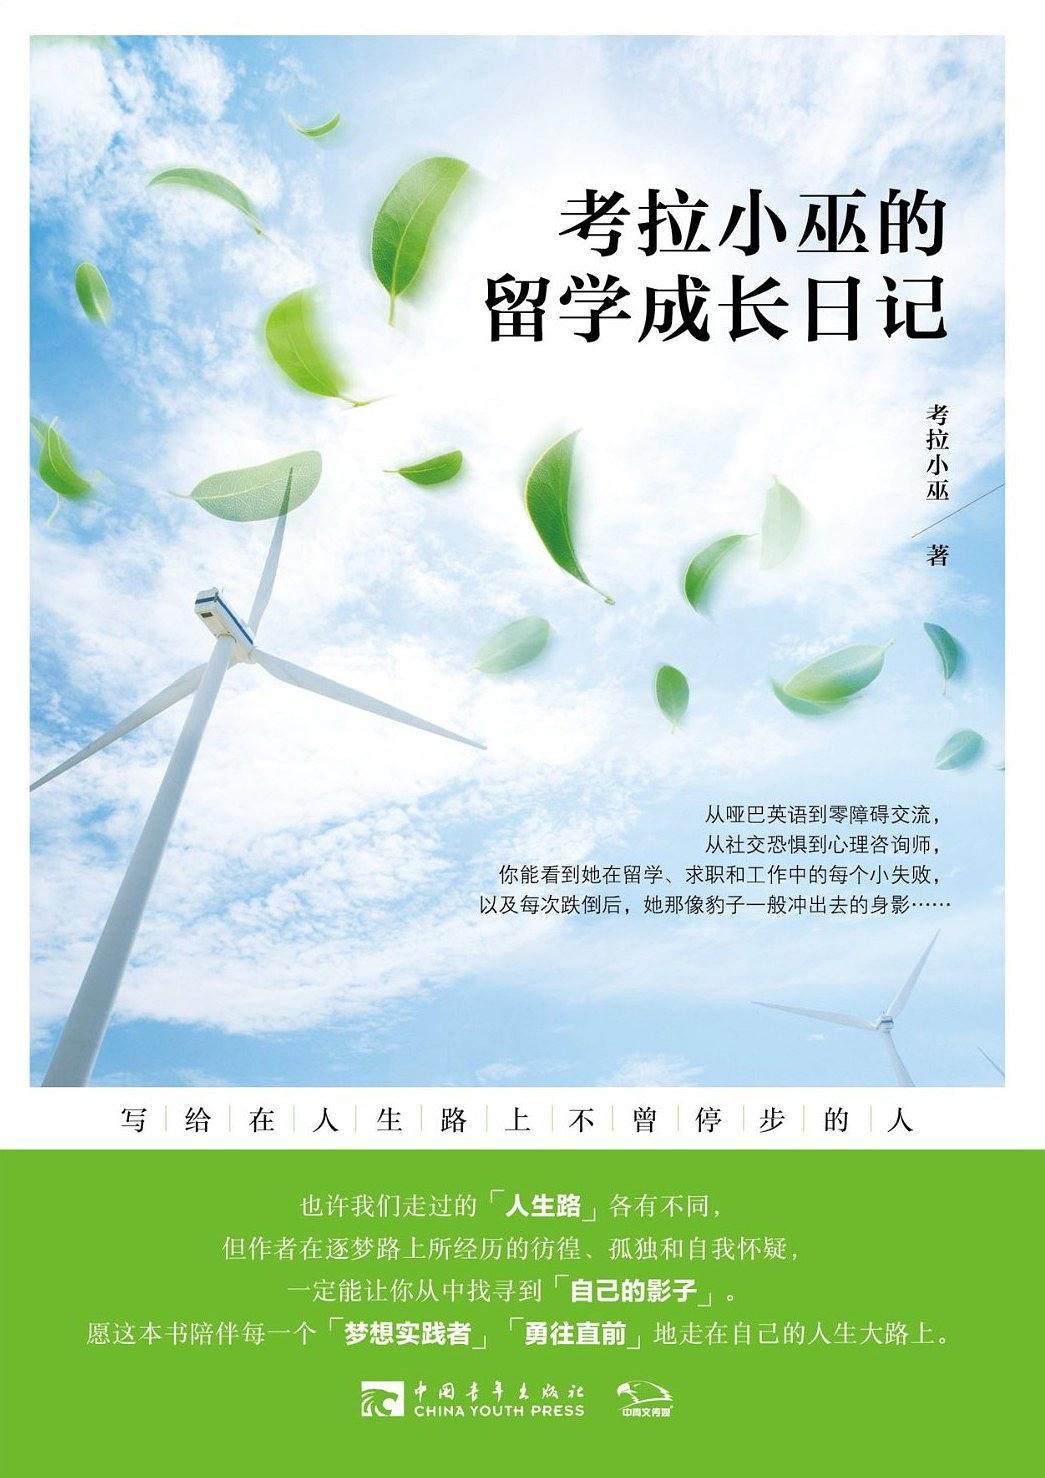 考拉小巫的
留学成长日记
考拉小巫 著
从哑巴英语到零障碍交流，
从社交恐惧到心理咨询师，
你能看到她在留学、求职和工作中的每个小失败，
以及每次跌倒后，她那像豹子一般冲出去的身影……
写给在人生路上不曾停步的人
也许我们走过的「人生路」各有不同，
但作者在逐梦路上所经历的彷徨、孤独和自我怀疑，
一定能让你从中找寻到「自己的影子」。
愿这本书陪伴每一个「梦想实践者」「勇往直前」地走在自己的人生大路上。
中国青年出版社
CHINA YOUTH PRESS
中青文传媒